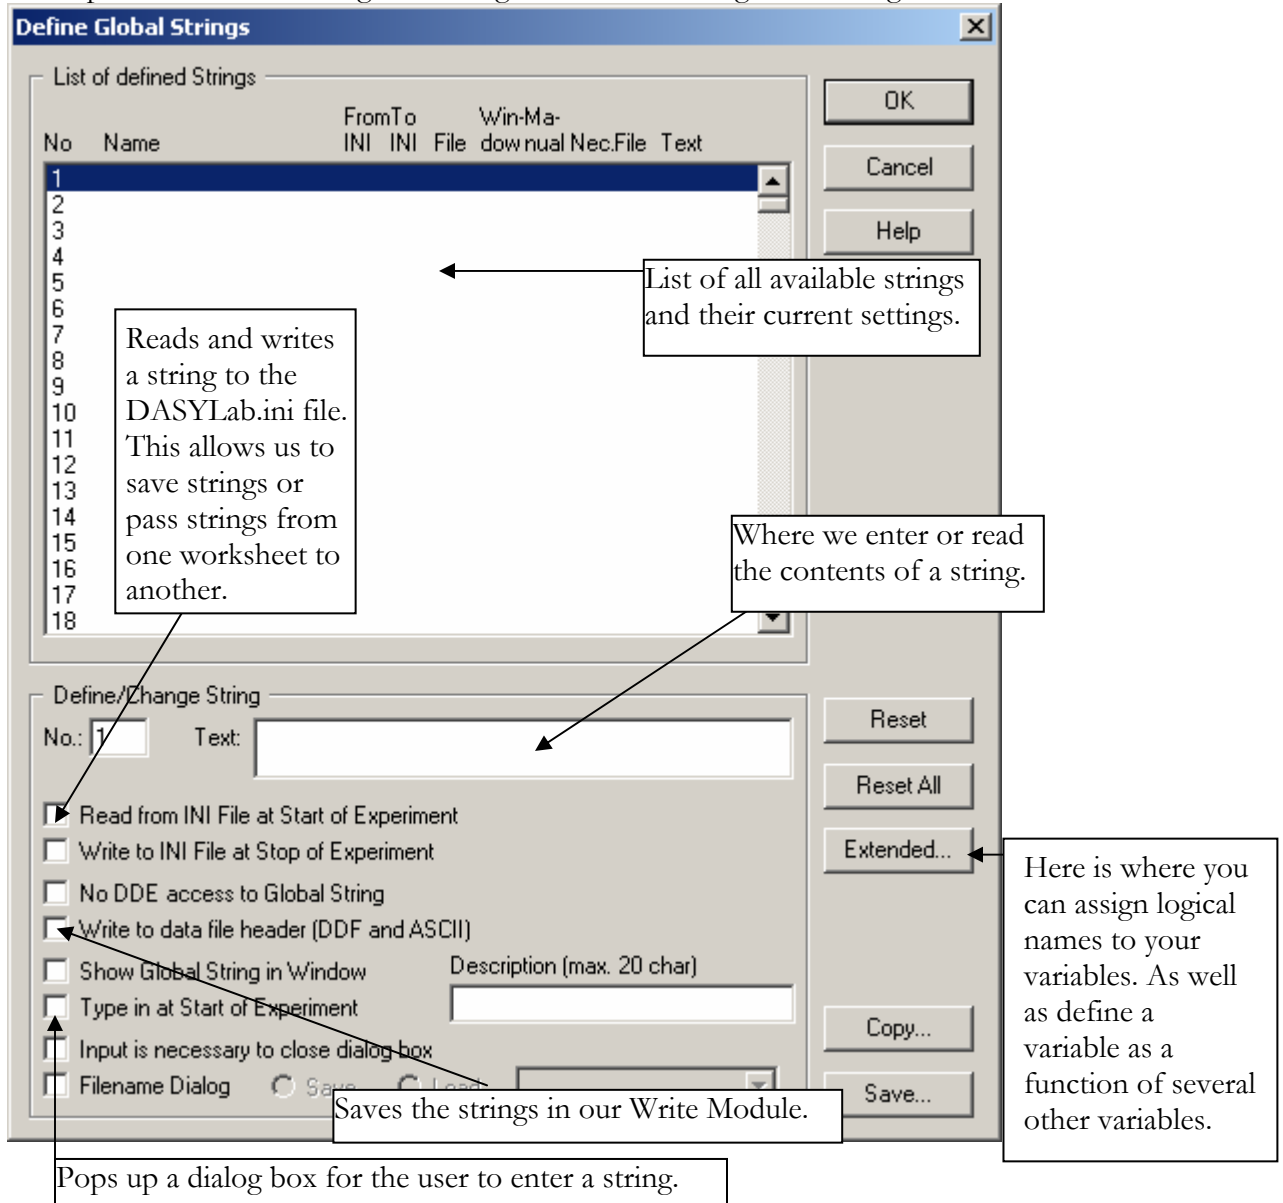 Define Global Strings
List of defined Strings
FromTo Win-Ma-
No Name INI INI File dow nual Nec.File Text
1
2
3
4
5
6
7
8
9
10
11
12
13
14
15
16
17
18
OK
Cancel
Help
List of all available strings
and their current settings.
Reads and writes
a string to the
DASYLab.ini file.
This allows us to
save strings or
pass strings from
one worksheet to
another.
Where we enter or read
the contents of a string.
Define/Change String
No.: 1 Text:
Read from INI File at Start of Experiment
Write to INI File at Stop of Experiment
No DDE access to Global String
Write to data file header (DDF and ASCII)
Show Global String in Window Description (max. 20 char)
Type in at Start of Experiment
Input is necessary to close dialog box
Filename Dialog Save Load
Reset
Reset All
Extended...
Copy...
Save...
Here is where you
can assign logical
names to your
variables. As well
as define a
variable as a
function of several
other variables.
Saves the strings in our Write Module.
Pops up a dialog box for the user to enter a string.